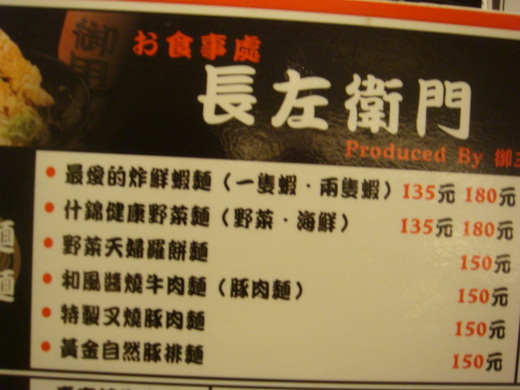 御用
お食事處
長左衛門
Produced By 御
最愛的炸鮮蝦麵（一隻蝦．兩隻蝦）135元 180元
什錦健康野菜麵（野菜．海鮮） 135元 180元
野菜天婦羅餅麵 150元
和風醬燒牛肉麵（豚肉麵） 150元
特製叉燒豚肉麵 150元
黃金自然豚排麵 150元
麵
麵